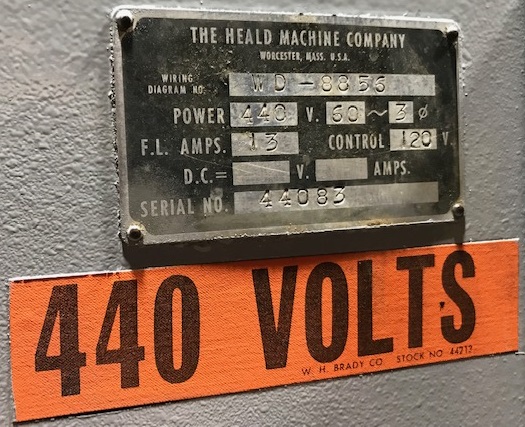 THE HEALD MACHINE COMPANY
WORCESTER, MASS. U.S.A.
WIRING DIAGRAM NO. WD-8856
POWER 440 V. 60 ~ 3 ø
F.L. AMPS. 13 CONTROL 120 V.
D.C.= V. AMPS.
SERIAL NO. 44083
440 VOLTS
W. H. BRADY CO STOCK NO. 44213